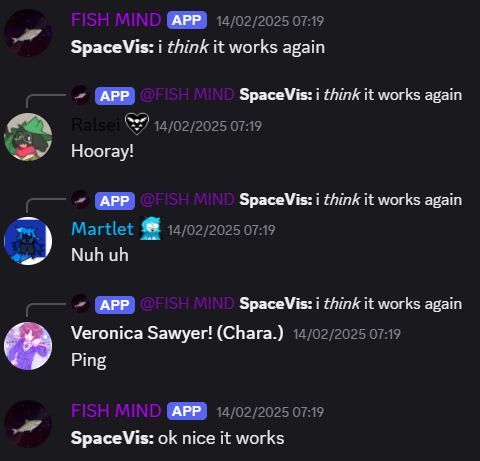 FISH MIND APP 14/02/2025 07:19
SpaceVis: i think it works again
APP @FISH MIND SpaceVis: i think it works again
Ralsei 14/02/2025 07:19
Hooray!
APP @FISH MIND SpaceVis: i think it works again
Martlet 14/02/2025 07:19
Nuh uh
APP @FISH MIND SpaceVis: i think it works again
Veronica Sawyer! (Chara.) 14/02/2025 07:19
Ping
FISH MIND APP 14/02/2025 07:19
SpaceVis: ok nice it works